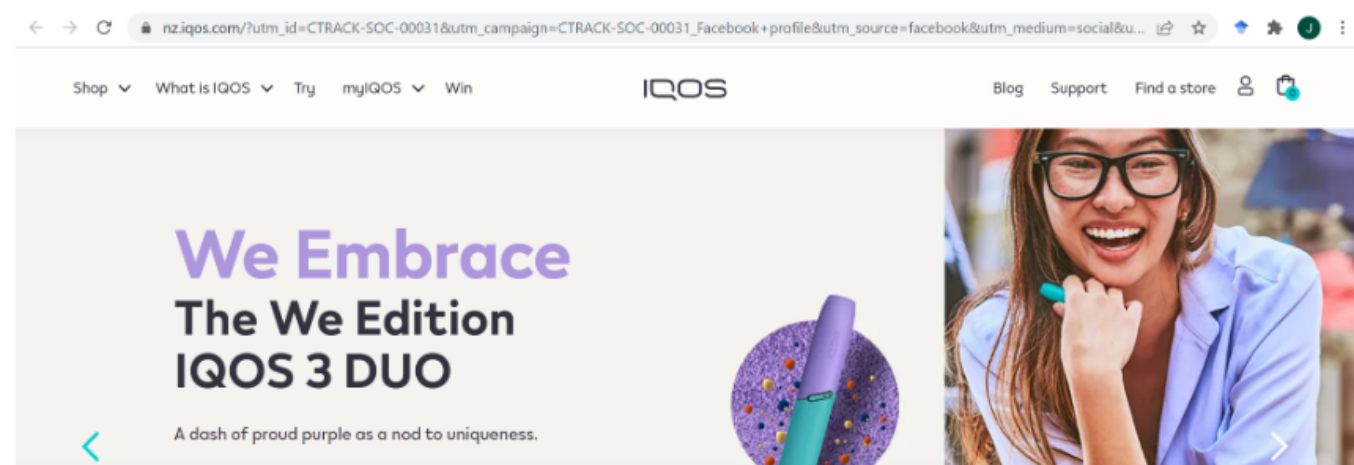 nz.iqos.com/?utm_id=CTRACK-SOC-00031&utm_campaign=CTRACK-SOC-00031_Facebook+profile&utm_source=facebook&utm_medium=social&u...
J
Shop What is IQOS Try myIQOS Win IQOS Blog Support Find a store 0
We Embrace
The We Edition
IQOS 3 DUO
A dash of proud purple as a nod to uniqueness.